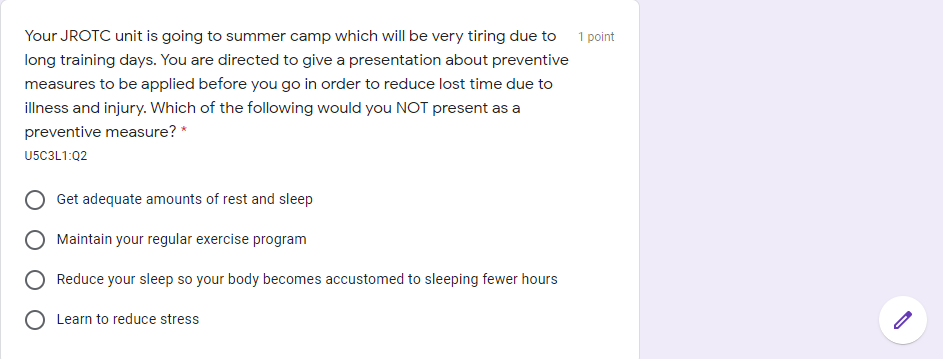 Your JROTC unit is going to summer camp which will be very tiring due to 1 point
long training days. You are directed to give a presentation about preventive
measures to be applied before you go in order to reduce lost time due to
illness and injury. Which of the following would you NOT present as a
preventive measure? *
U5C3L1:Q2
Get adequate amounts of rest and sleep
Maintain your regular exercise program
Reduce your sleep so your body becomes accustomed to sleeping fewer hours
Learn to reduce stress